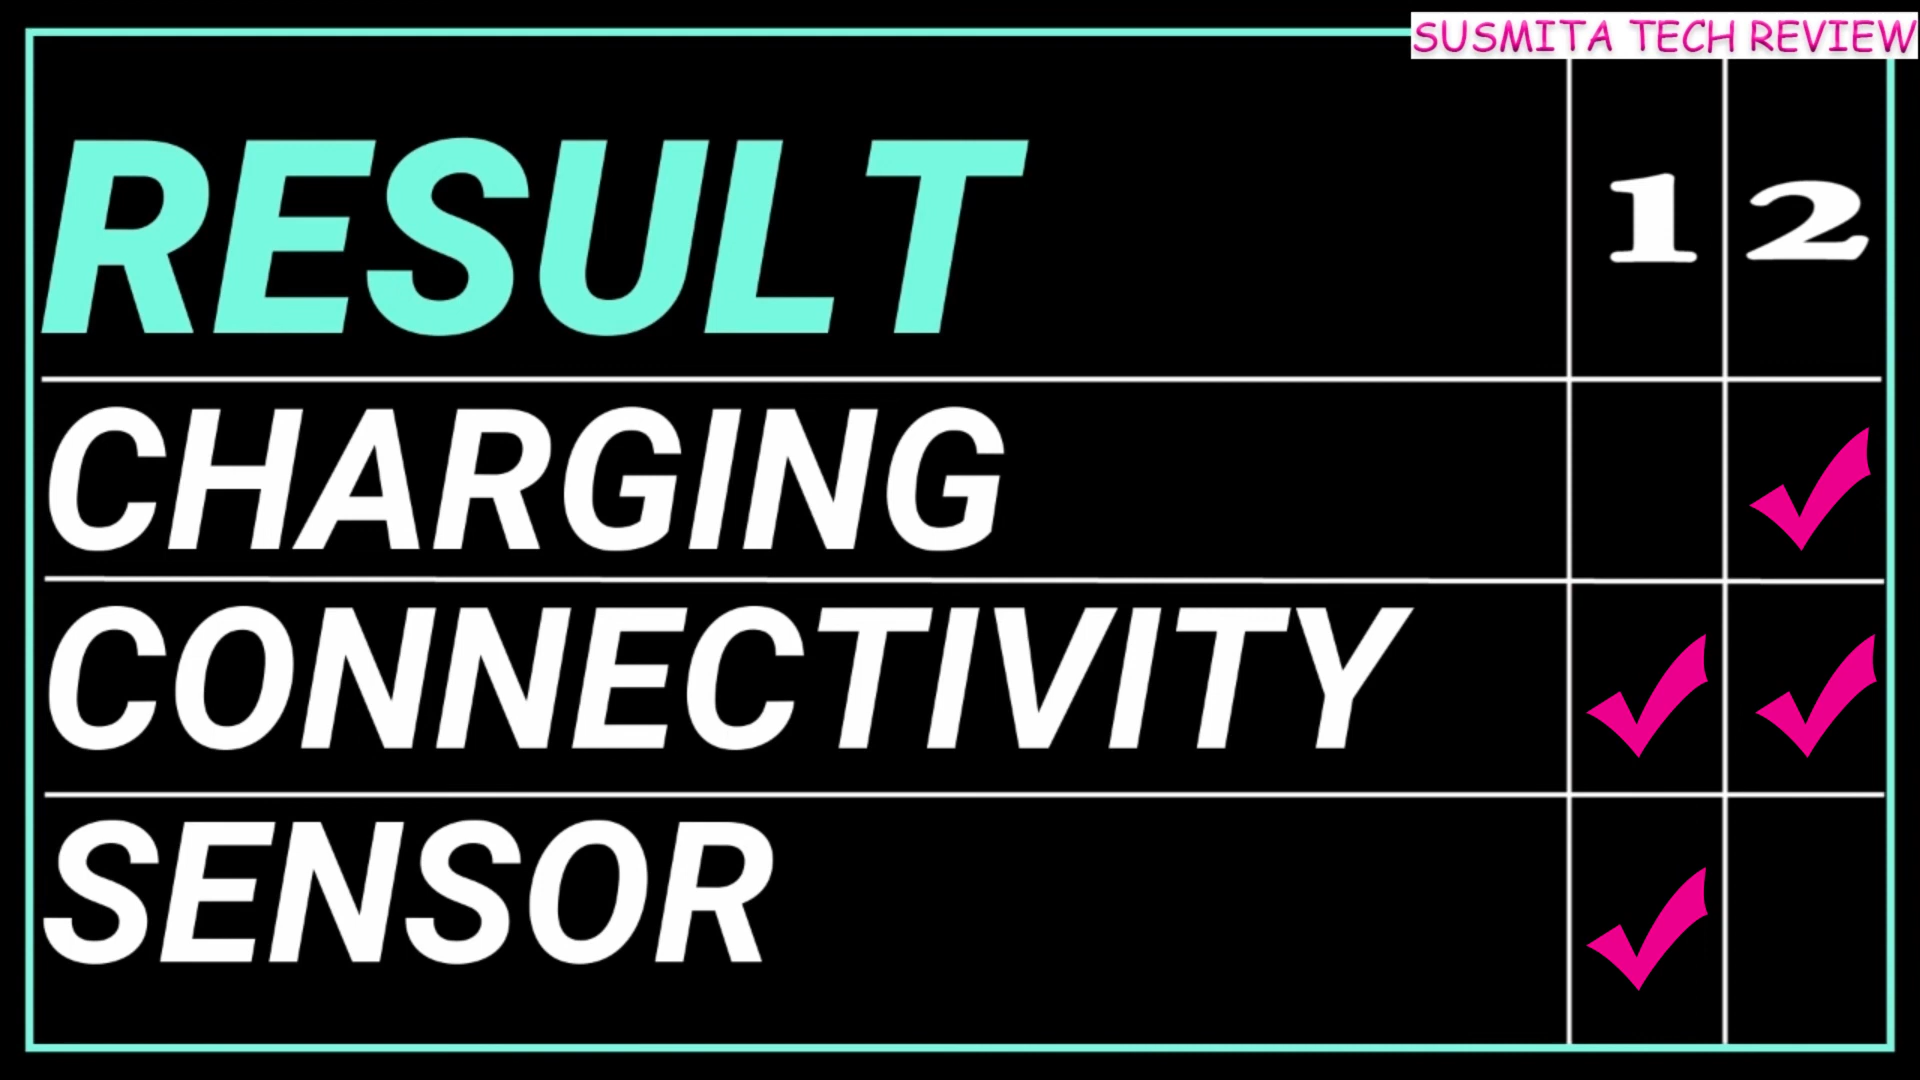 SUSMITA TECH REVIEW
RESULT 1 2
CHARGING
CONNECTIVITY
SENSOR